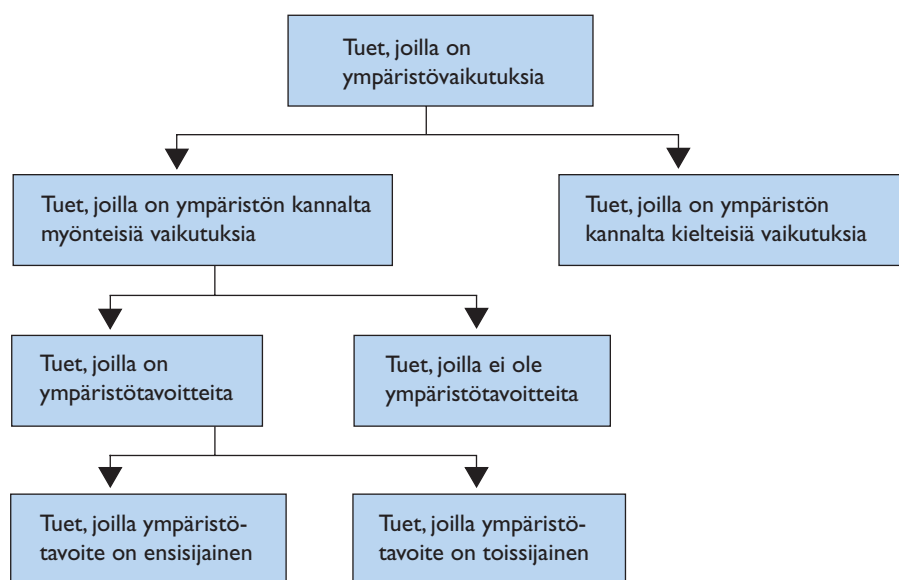 Tuet, joilla on
ympäristövaikutuksia
Tuet, joilla on ympäristön kannalta
myönteisiä vaikutuksia
Tuet, joilla on ympäristön
kannalta kielteisiä vaikutuksia
Tuet, joilla on
ympäristötavoitteita
Tuet, joilla ei ole
ympäristötavoitteita
Tuet, joilla ympäristö-
tavoite on ensisijainen
Tuet, joilla ympäristö-
tavoite on toissijainen